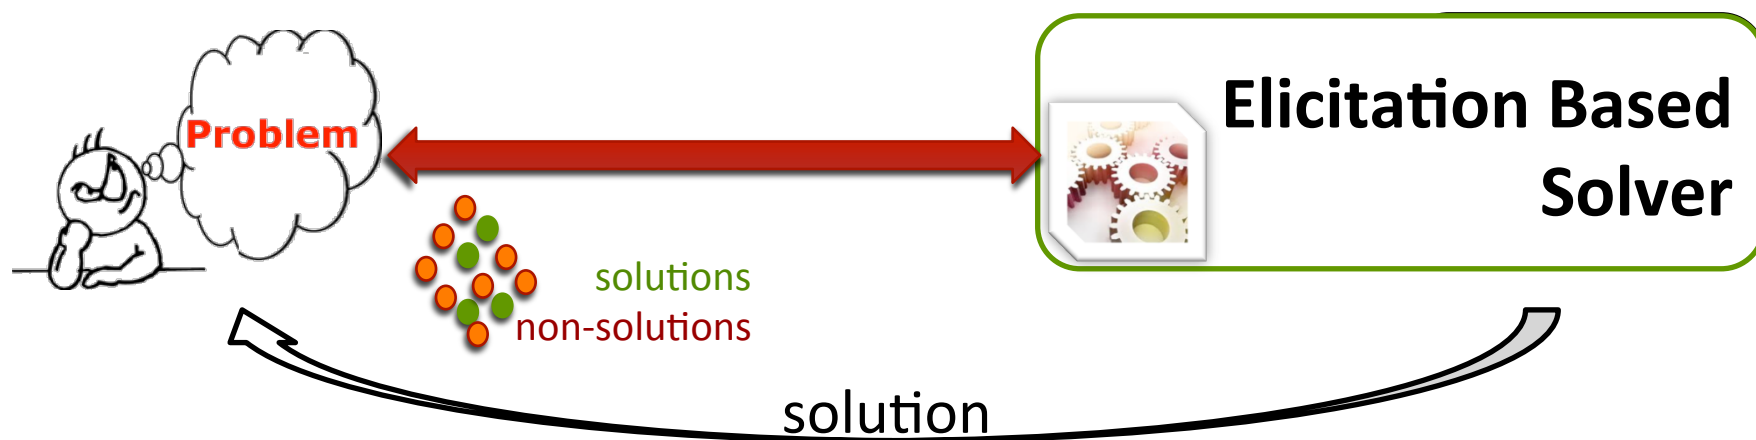 Problem
Elicitation Based
Solver
solutions
non-solutions
solution